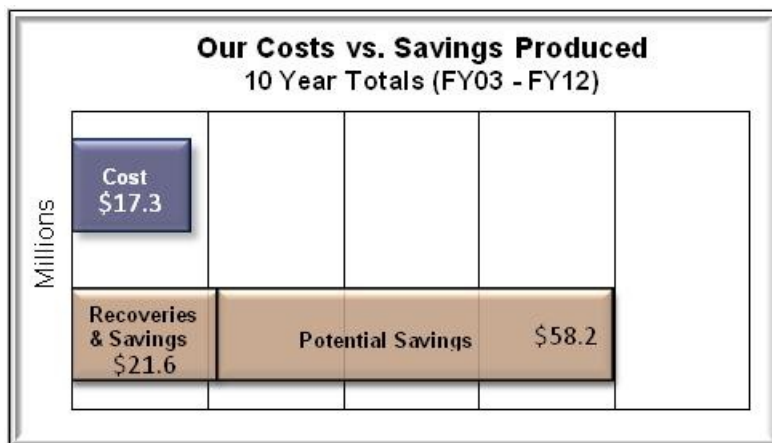 Our Costs vs. Savings Produced
10 Year Totals (FY03 - FY12)
Millions
Cost
$17.3
Recoveries
& Savings
$21.6
Potential Savings $58.2